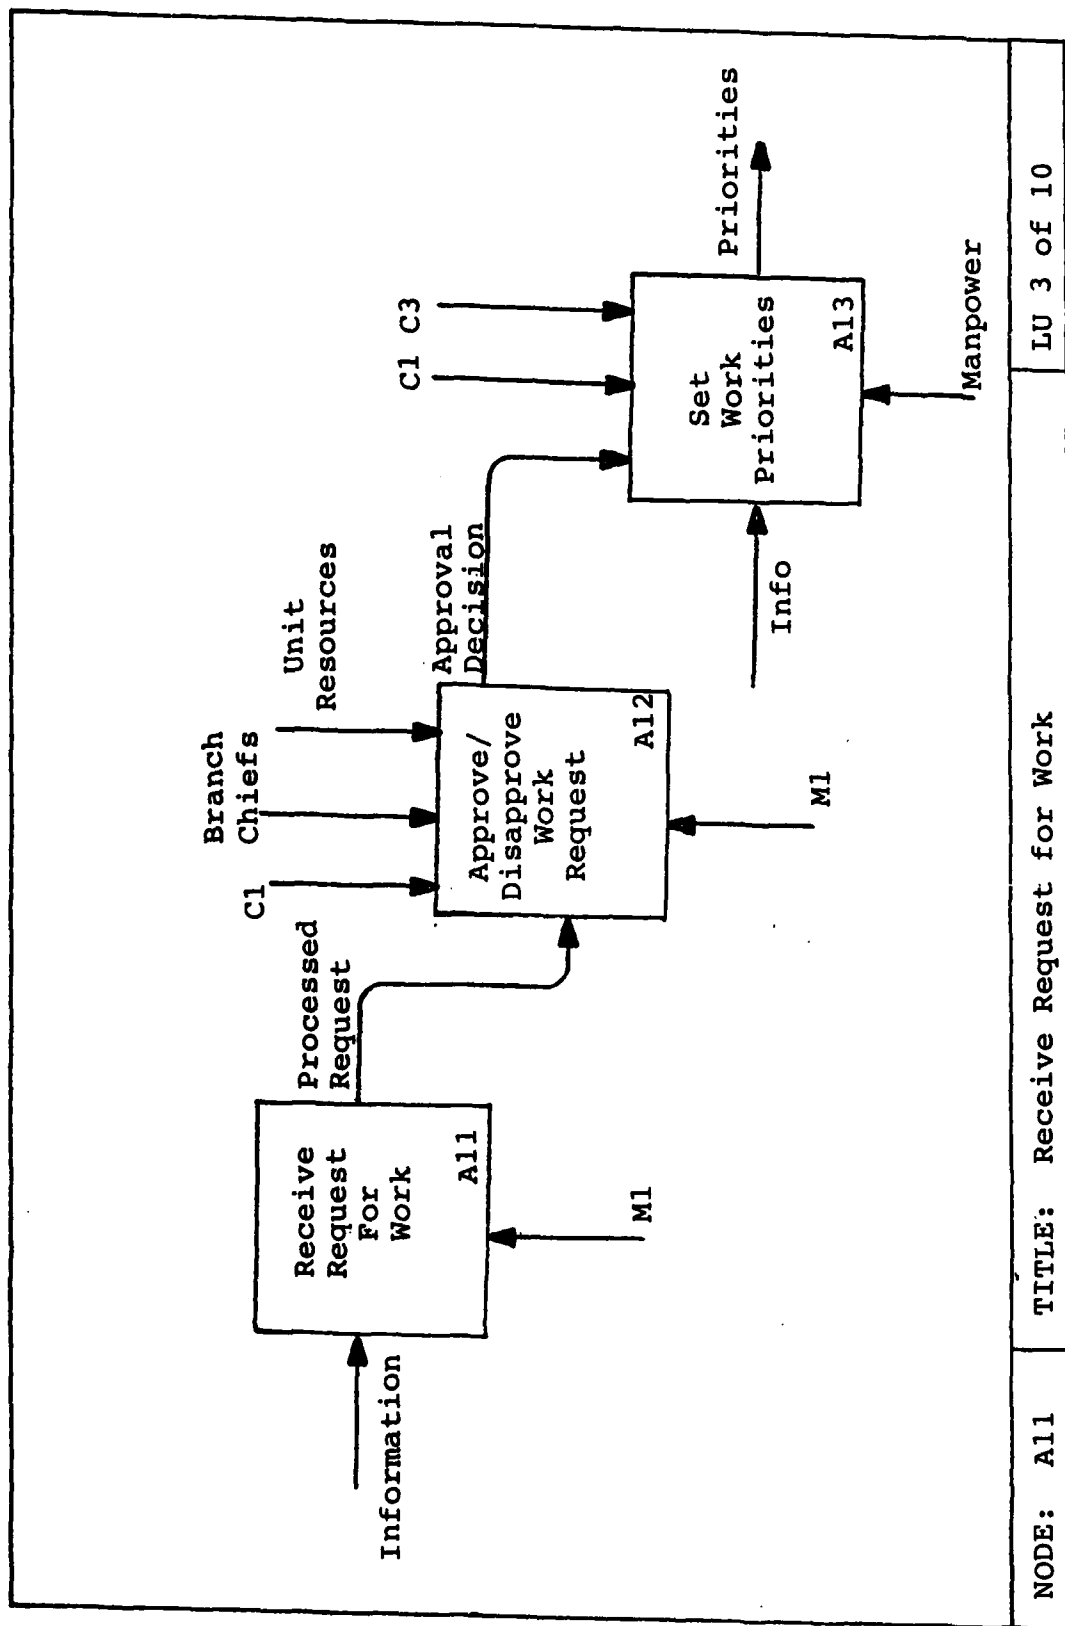 Information
Receive
Request
For
Work
A11
M1
Processed
Request
C1
Branch
Chiefs
Unit
Resources
Approve/
Disapprove
Work
Request
A12
M1
Approval
Decision
C1 C3
Info
Set
Work
Priorities
A13
Manpower
Priorities
NODE: A11
TITLE: Receive Request for Work
LU 3 of 10